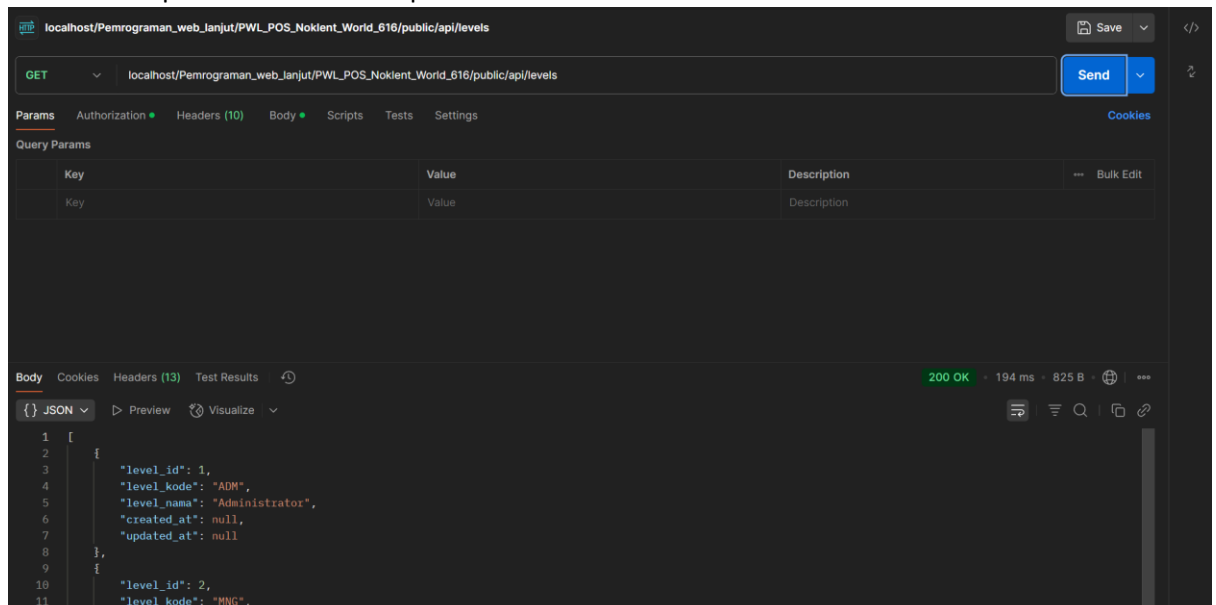 HTTP localhost/Pemrograman_web_lanjut/PWL_POS_Noklent_World_616/public/api/levels Save </>
GET localhost/Pemrograman_web_lanjut/PWL_POS_Noklent_World_616/public/api/levels Send
Params Authorization Headers (10) Body Scripts Tests Settings Cookies
Query Params
Key Value Description Bulk Edit
Key Value Description
Body Cookies Headers (13) Test Results 200 OK 194 ms 825 B
{} JSON Preview Visualize
1 [
2 {
3 "level_id": 1,
4 "level_kode": "ADM",
5 "level_nama": "Administrator",
6 "created_at": null,
7 "updated_at": null
8 },
9 {
10 "level_id": 2,
11 "level_kode": "MNG",